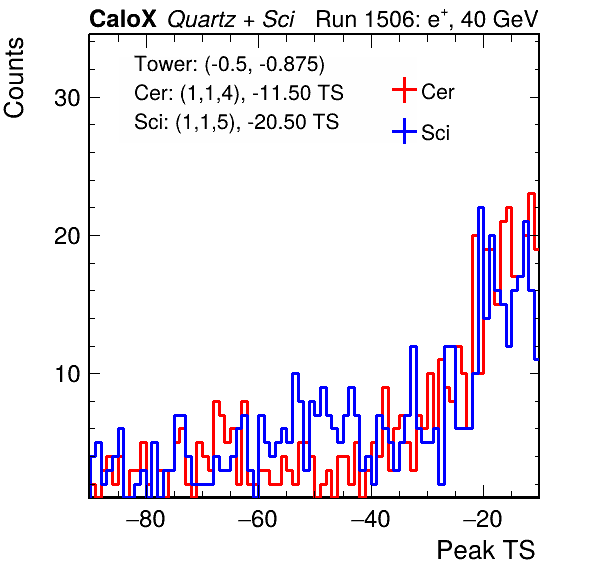 CaloX Quartz + Sci Run 1506: e⁺, 40 GeV
Tower: (-0.5, -0.875)
Cer: (1,1,4), -11.50 TS
Sci: (1,1,5), -20.50 TS
Cer
Sci
Counts
30
20
10
−80 −60 −40 −20
Peak TS